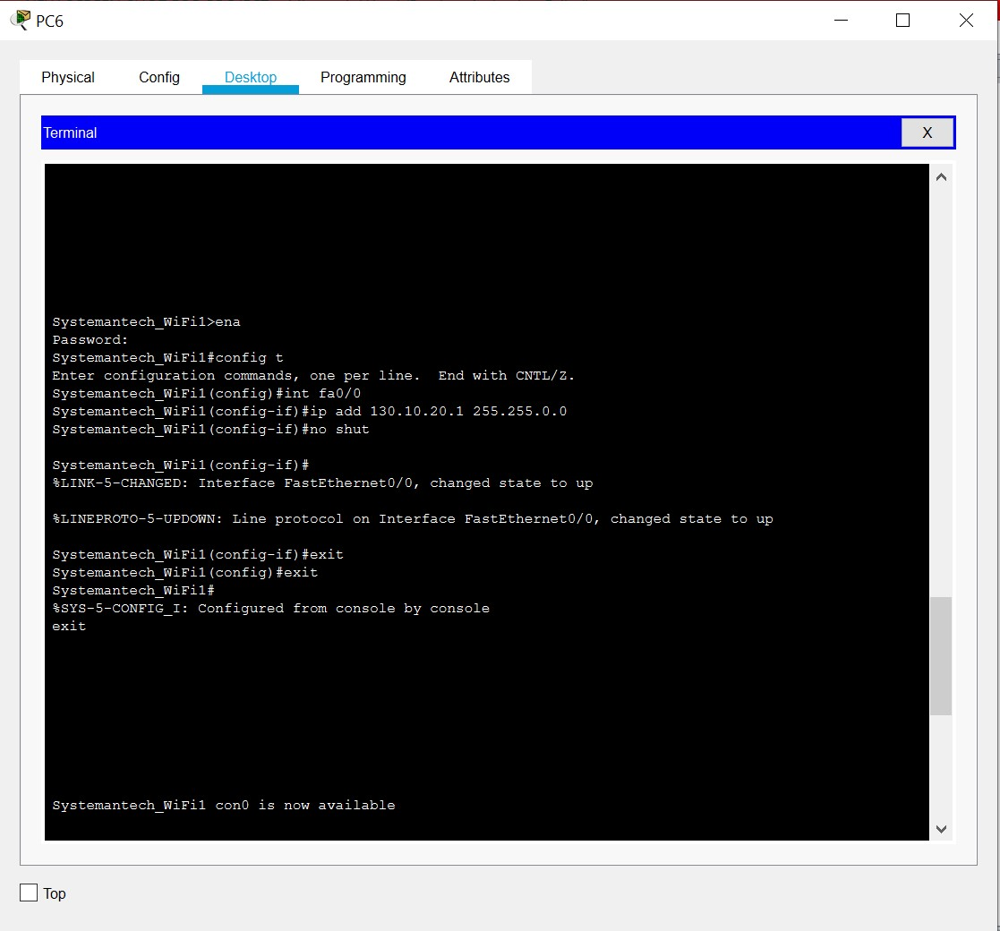 PC6
Physical Config Desktop Programming Attributes
Terminal X
Systemantech_WiFi1>ena
Password:
Systemantech_WiFi1#config t
Enter configuration commands, one per line.  End with CNTL/Z.
Systemantech_WiFi1(config)#int fa0/0
Systemantech_WiFi1(config-if)#ip add 130.10.20.1 255.255.0.0
Systemantech_WiFi1(config-if)#no shut
Systemantech_WiFi1(config-if)#
%LINK-5-CHANGED: Interface FastEthernet0/0, changed state to up
%LINEPROTO-5-UPDOWN: Line protocol on Interface FastEthernet0/0, changed state to up
Systemantech_WiFi1(config-if)#exit
Systemantech_WiFi1(config)#exit
Systemantech_WiFi1#
%SYS-5-CONFIG_I: Configured from console by console
exit
Systemantech_WiFi1 con0 is now available
Top